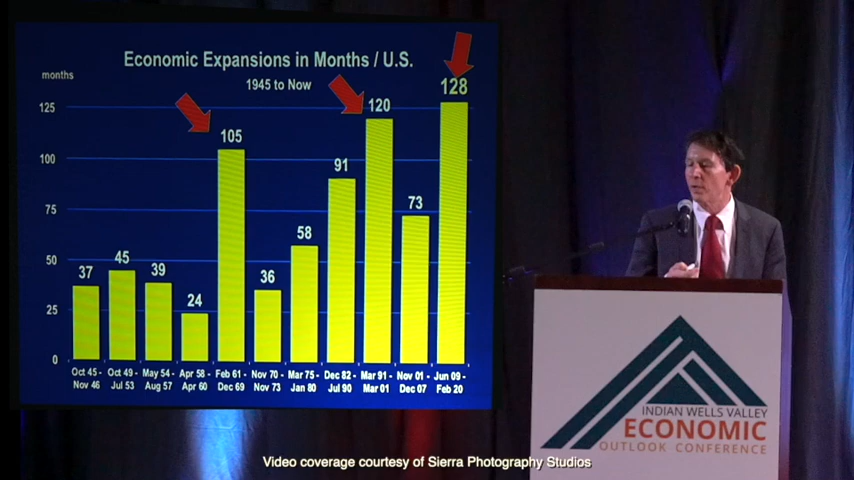 Economic Expansions in Months / U.S.
1945 to Now
months
125
100
75
50
25
0
37
45
39
24
105
36
58
91
120
73
128
Oct 45 -
Nov 46
Oct 49 -
Jul 53
May 54 -
Aug 57
Apr 58 -
Apr 60
Feb 61 -
Dec 69
Nov 70 -
Nov 73
Mar 75 -
Jan 80
Dec 82 -
Jul 90
Mar 91 -
Mar 01
Nov 01 -
Dec 07
Jun 09 -
Feb 20
INDIAN WELLS VALLEY
ECONOMIC
OUTLOOK CONFERENCE
Video coverage courtesy of Sierra Photography Studios